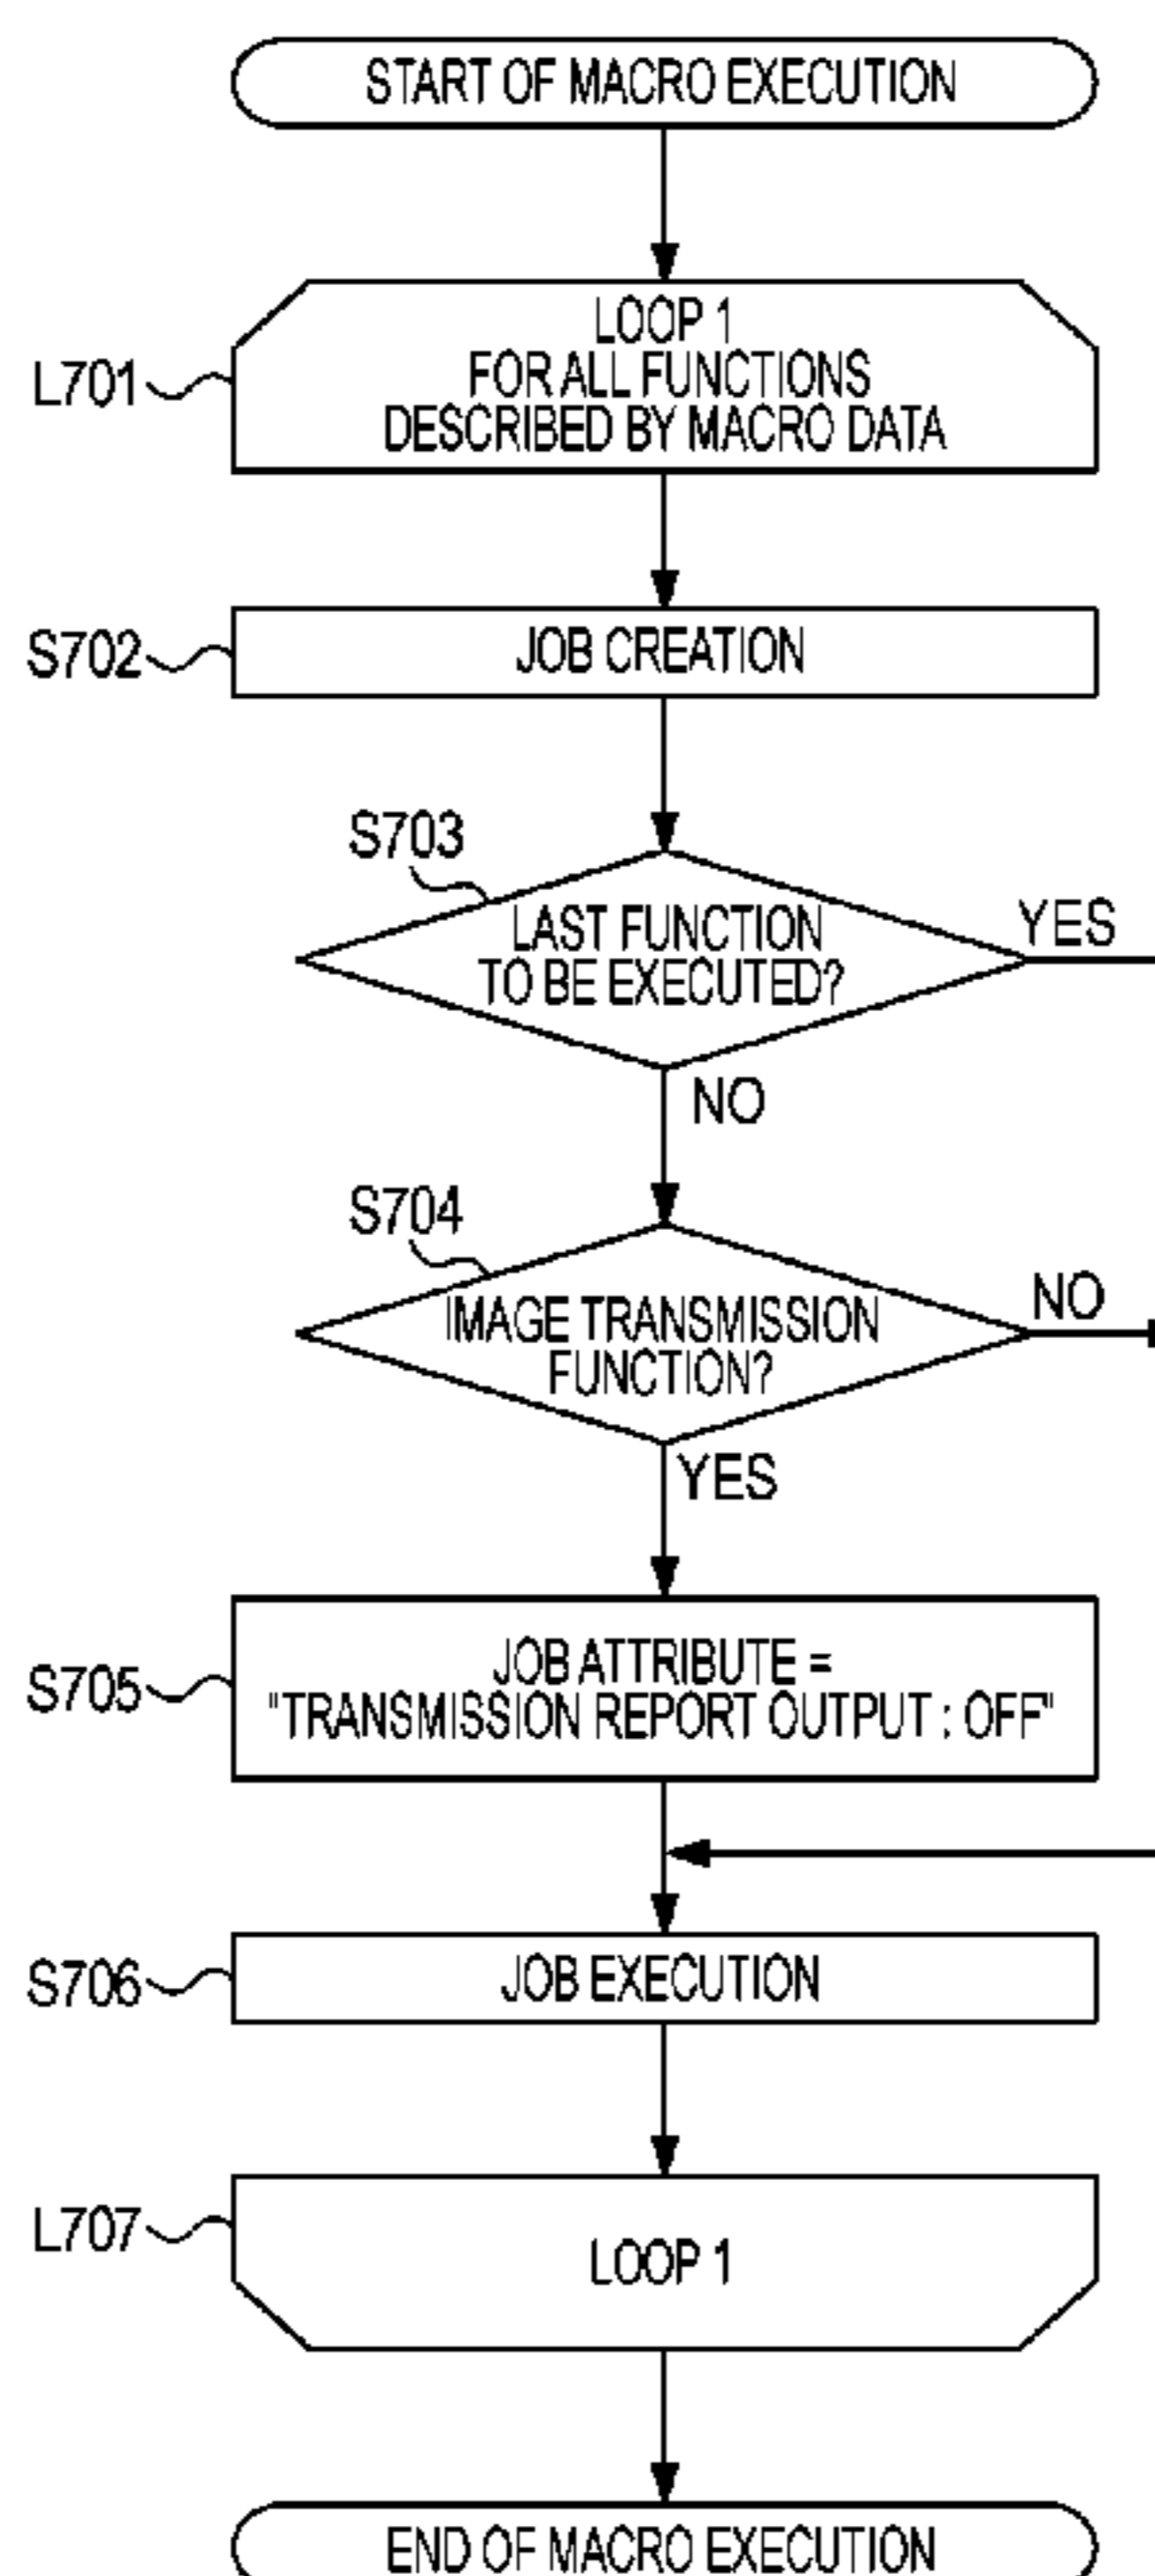 START OF MACRO EXECUTION
LOOP 1
FOR ALL FUNCTIONS
DESCRIBED BY MACRO DATA
L701
JOB CREATION
S702
S703
LAST FUNCTION
TO BE EXECUTED?
YES
NO
S704
IMAGE TRANSMISSION
FUNCTION?
NO
YES
JOB ATTRIBUTE =
"TRANSMISSION REPORT OUTPUT : OFF"
S705
JOB EXECUTION
S706
L707
LOOP 1
END OF MACRO EXECUTION